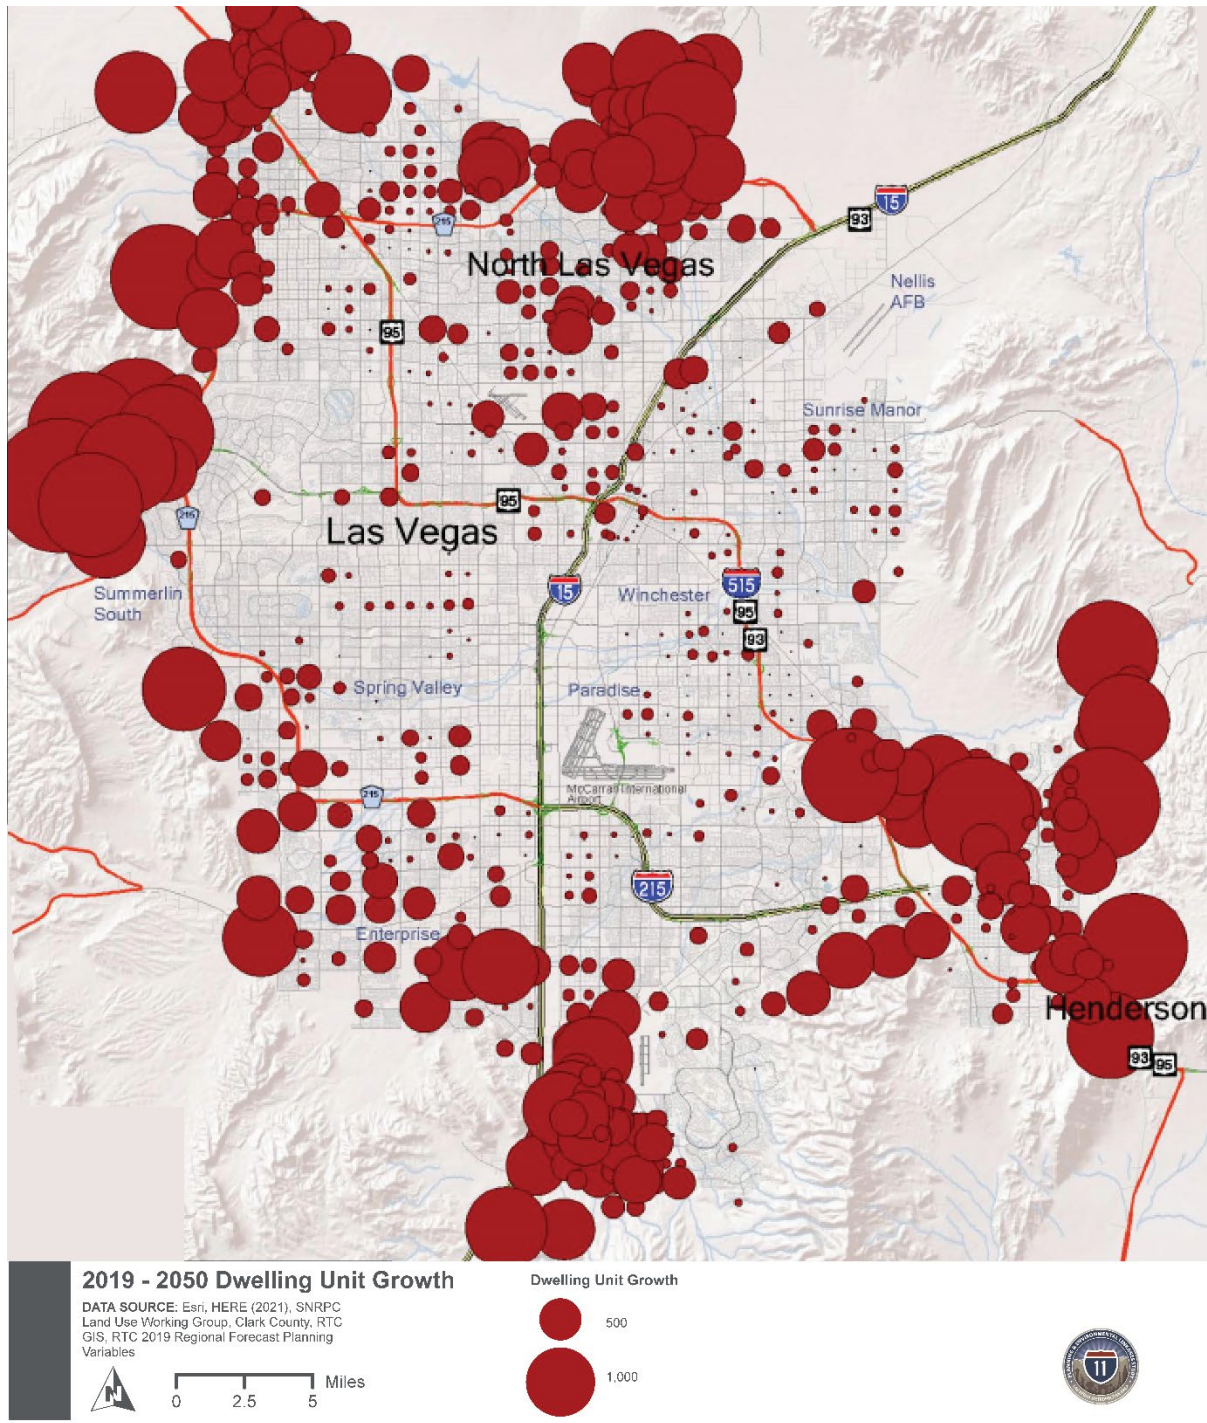 215
93
15
North Las Vegas
Nellis
AFB
95
Sunrise Manor
95
Las Vegas
215
15
Winchester
515
Summerlin
South
95
93
Spring Valley
Paradise
McCarran International
Airport
215
215
Enterprise
Henderson
93
95
2019 - 2050 Dwelling Unit Growth
DATA SOURCE: Esri, HERE (2021), SNRPC
Land Use Working Group, Clark County, RTC
GIS, RTC 2019 Regional Forecast Planning
Variables
N
Miles
0 2.5 5
Dwelling Unit Growth
500
1,000
11